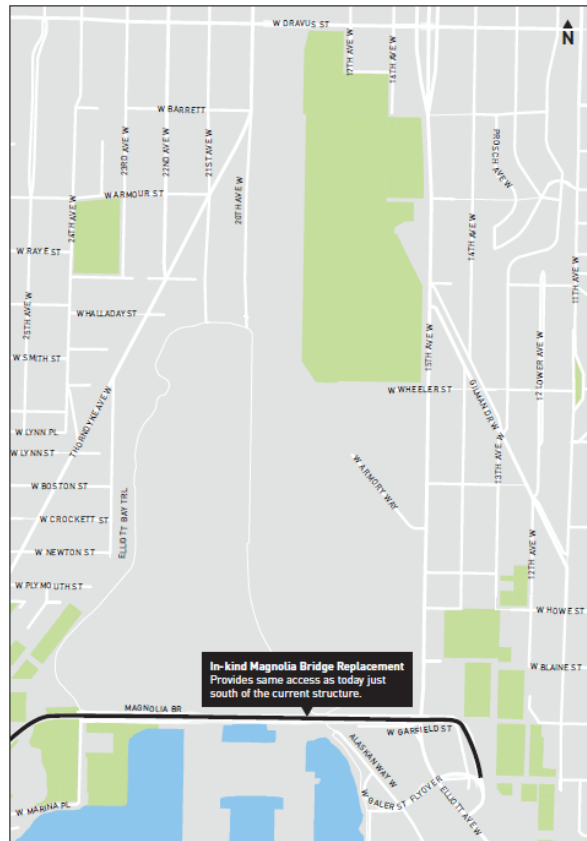 W DRAVUS ST
N
17TH AVE W
16TH AVE W
W BARRETT
23RD AVE W
22ND AVE W
21ST AVE W
20TH AVE W
PROSCH AVE W
W ARMOUR ST
24TH AVE W
14TH AVE W
11TH AVE W
W RAYE ST
25TH AVE W
W HALLADAY ST
15TH AVE W
12 LOWER AVE W
W SMITH ST
W WHEELER ST
GILMAN DR W
THORNDYKE AVE W
W LYNN PL
W LYNN ST
13TH AVE W
W ARMORY WAY
W BOSTON ST
ELLIOTT BAY TRL
W CROCKETT ST
W NEWTON ST
12TH AVE W
W PLYMOUTH ST
W HOWE ST
In-kind Magnolia Bridge Replacement
Provides same access as today just
south of the current structure.
W BLAINE ST
MAGNOLIA BR
W GARFIELD ST
ALASKAN WAY W
W GALER ST FLYOVER
ELLIOTT AVE W
W MARINA PL